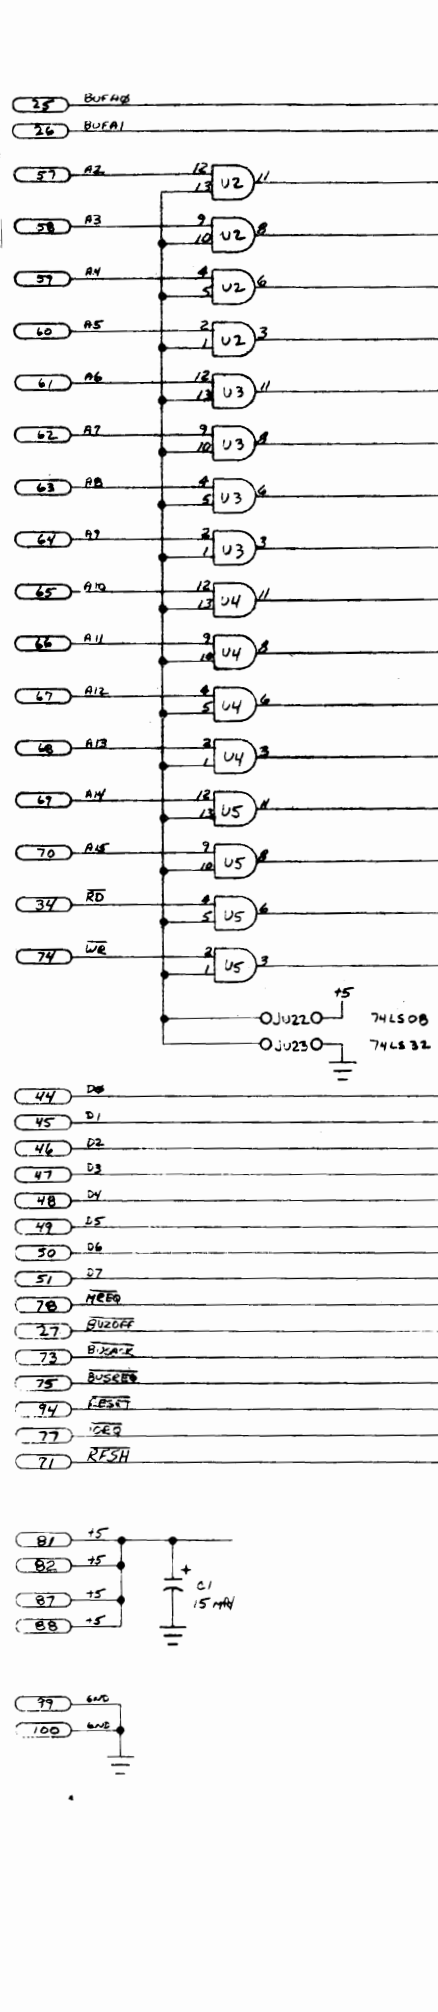 25 BUFAØ
26 BUFA1
57 A2 12 13 U2 11
58 A3 9 10 U2 8
59 A4 4 5 U2 6
60 A5 2 1 U2 3
61 A6 12 13 U3 11
62 A7 9 10 U3 8
63 A8 4 5 U3 6
64 A9 2 1 U3 3
65 A10 12 13 U4 11
66 A11 9 10 U4 8
67 A12 4 5 U4 6
68 A13 2 1 U4 3
69 A14 12 13 U5 11
70 A15 9 10 U5 8
34 RD 4 5 U5 6
74 WR 2 1 U5 3
+5
JU22 74LS08
JU23 74LS32
44 DØ
45 D1
46 D2
47 D3
48 D4
49 D5
50 D6
51 D7
78 MREQ
27
73
75 BUSREQ
94 RESET
77
71 RFSH
81 +5
82 +5
+
C1
87 +5
15
88 +5
GND
100 GND